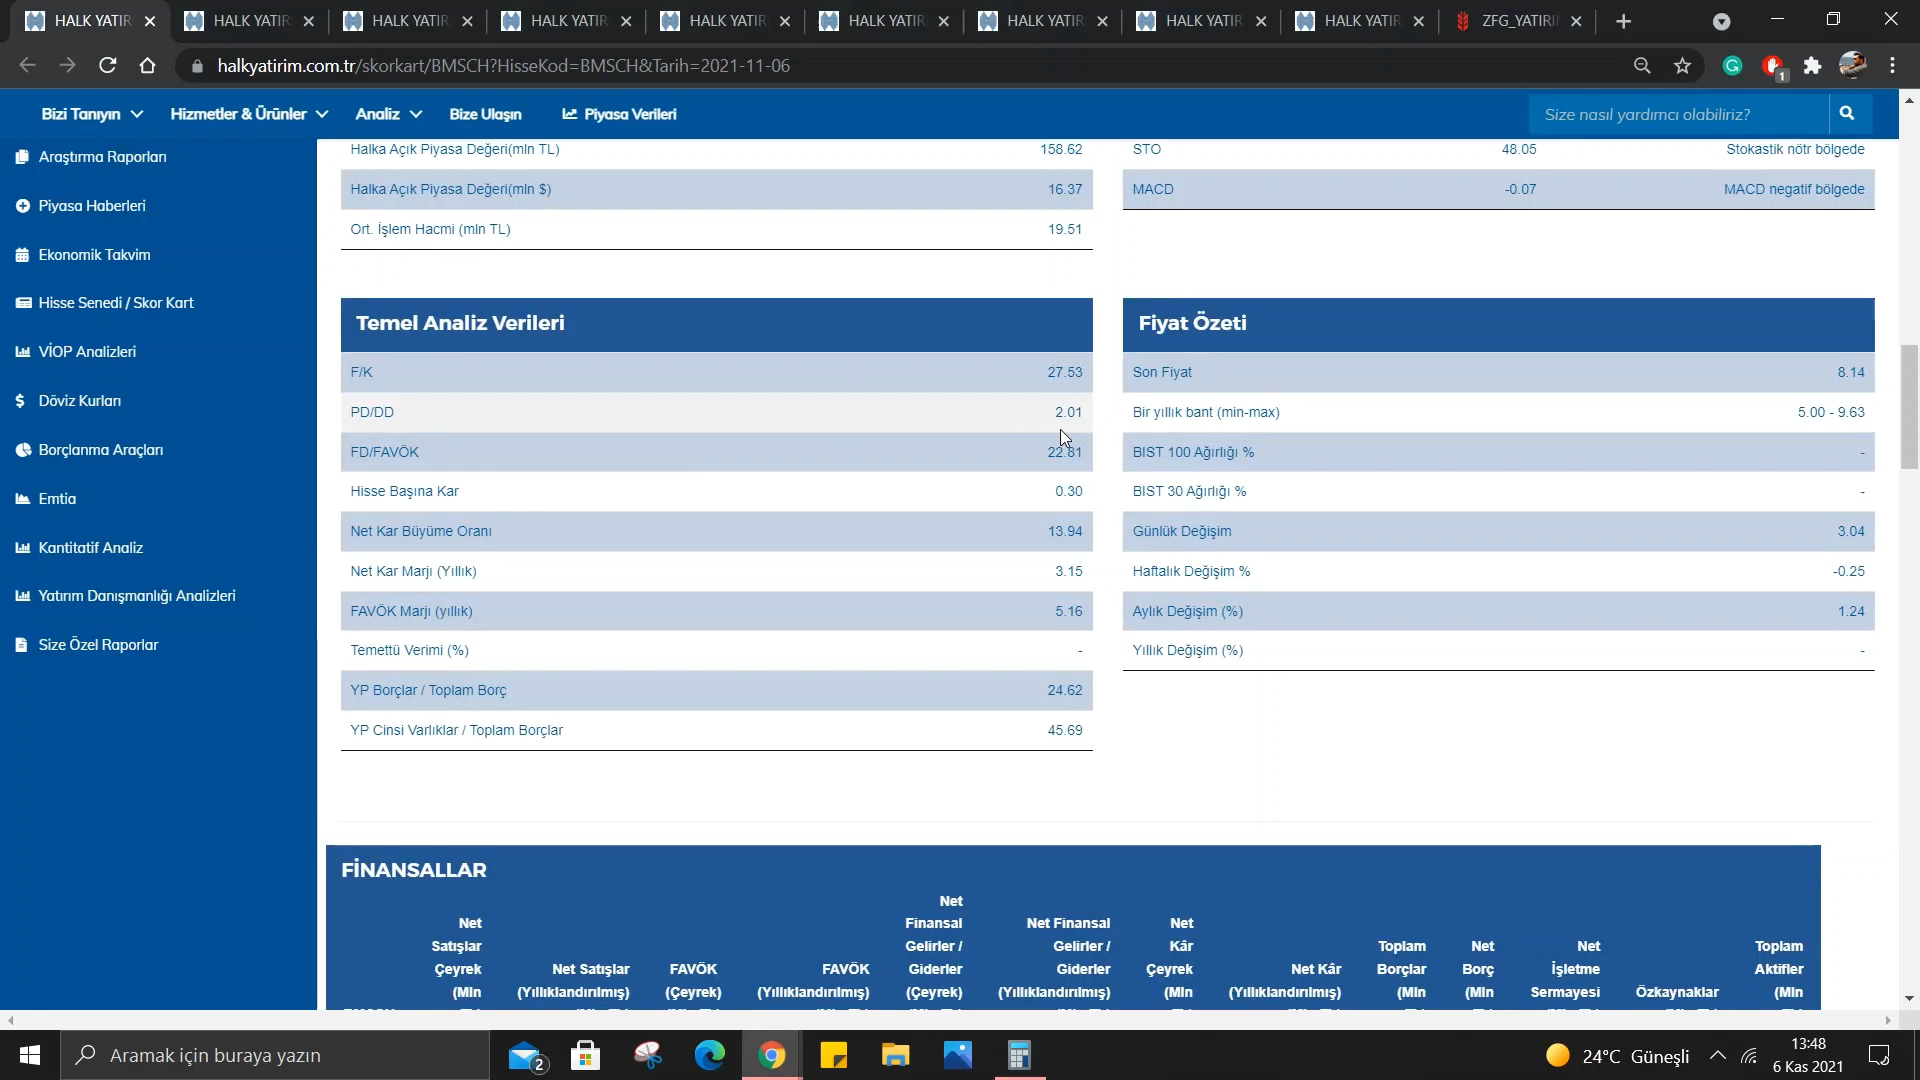 HALK YATIR
HALK YATIR
HALK YATIR
HALK YATIR
HALK YATIR
HALK YATIR
HALK YATIR
HALK YATIR
HALK YATIR
ZFG_YATIRI
halkyatirim.com.tr/skorkart/BMSCH?HisseKod=BMSCH&Tarih=2021-11-06
1
Bizi Tanıyın
Hizmetler & Ürünler
Analiz
Bize Ulaşın
Piyasa Verileri
Size nasıl yardımcı olabiliriz?
Araştırma Raporları
Piyasa Haberleri
Ekonomik Takvim
Hisse Senedi / Skor Kart
VİOP Analizleri
Döviz Kurları
Borçlanma Araçları
Emtia
Kantitatif Analiz
Yatırım Danışmanlığı Analizleri
Size Özel Raporlar
Halka Açık Piyasa Değeri(mln TL) 158.62
Halka Açık Piyasa Değeri(mln $) 16.37
Ort. İşlem Hacmi (mln TL) 19.51
STO 48.05 Stokastik nötr bölgede
MACD -0.07 MACD negatif bölgede
Temel Analiz Verileri
F/K 27.53
PD/DD 2.01
FD/FAVÖK 22.81
Hisse Başına Kar 0.30
Net Kar Büyüme Oranı 13.94
Net Kar Marjı (Yıllık) 3.15
FAVÖK Marjı (yıllık) 5.16
Temettü Verimi (%) -
YP Borçlar / Toplam Borç 24.62
YP Cinsi Varlıklar / Toplam Borçlar 45.69
Fiyat Özeti
Son Fiyat 8.14
Bir yıllık bant (min-max) 5.00 - 9.63
BIST 100 Ağırlığı % -
BIST 30 Ağırlığı % -
Günlük Değişim 3.04
Haftalık Değişim % -0.25
Aylık Değişim (%) 1.24
Yıllık Değişim (%) -
FİNANSALLAR
Net
Satışlar
Çeyrek
(Mln
Net Satışlar
(Yıllıklandırılmış)
FAVÖK
(Çeyrek)
FAVÖK
(Yıllıklandırılmış)
Net
Finansal
Gelirler /
Giderler
(Çeyrek)
Net Finansal
Gelirler /
Giderler
(Yıllıklandırılmış)
Net
Kâr
Çeyrek
(Mln
Net Kâr
(Yıllıklandırılmış)
Toplam
Borçlar
(Mln
Net
Borç
(Mln
Net
İşletme
Sermayesi
Özkaynaklar
Toplam
Aktifler
(Mln
Aramak için buraya yazın
2
24°C Güneşli
13:48
6 Kas 2021